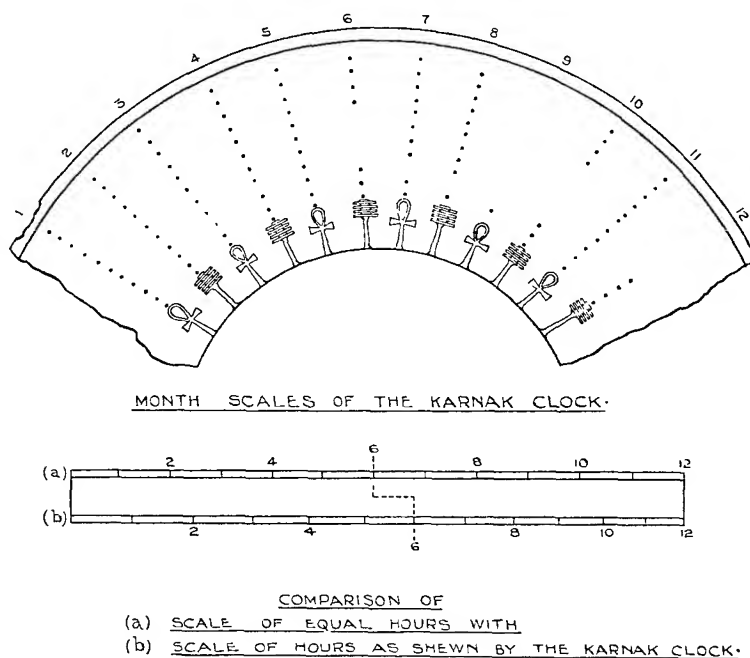 1 2 3 4 5 6 7 8 9 10 11 12
MONTH SCALES OF THE KARNAK CLOCK.
6
(a) 2 4 8 10 12
(b) 2 4 8 10 12
6
COMPARISON OF
(a) SCALE OF EQUAL HOURS WITH
(b) SCALE OF HOURS AS SHEWN BY THE KARNAK CLOCK.